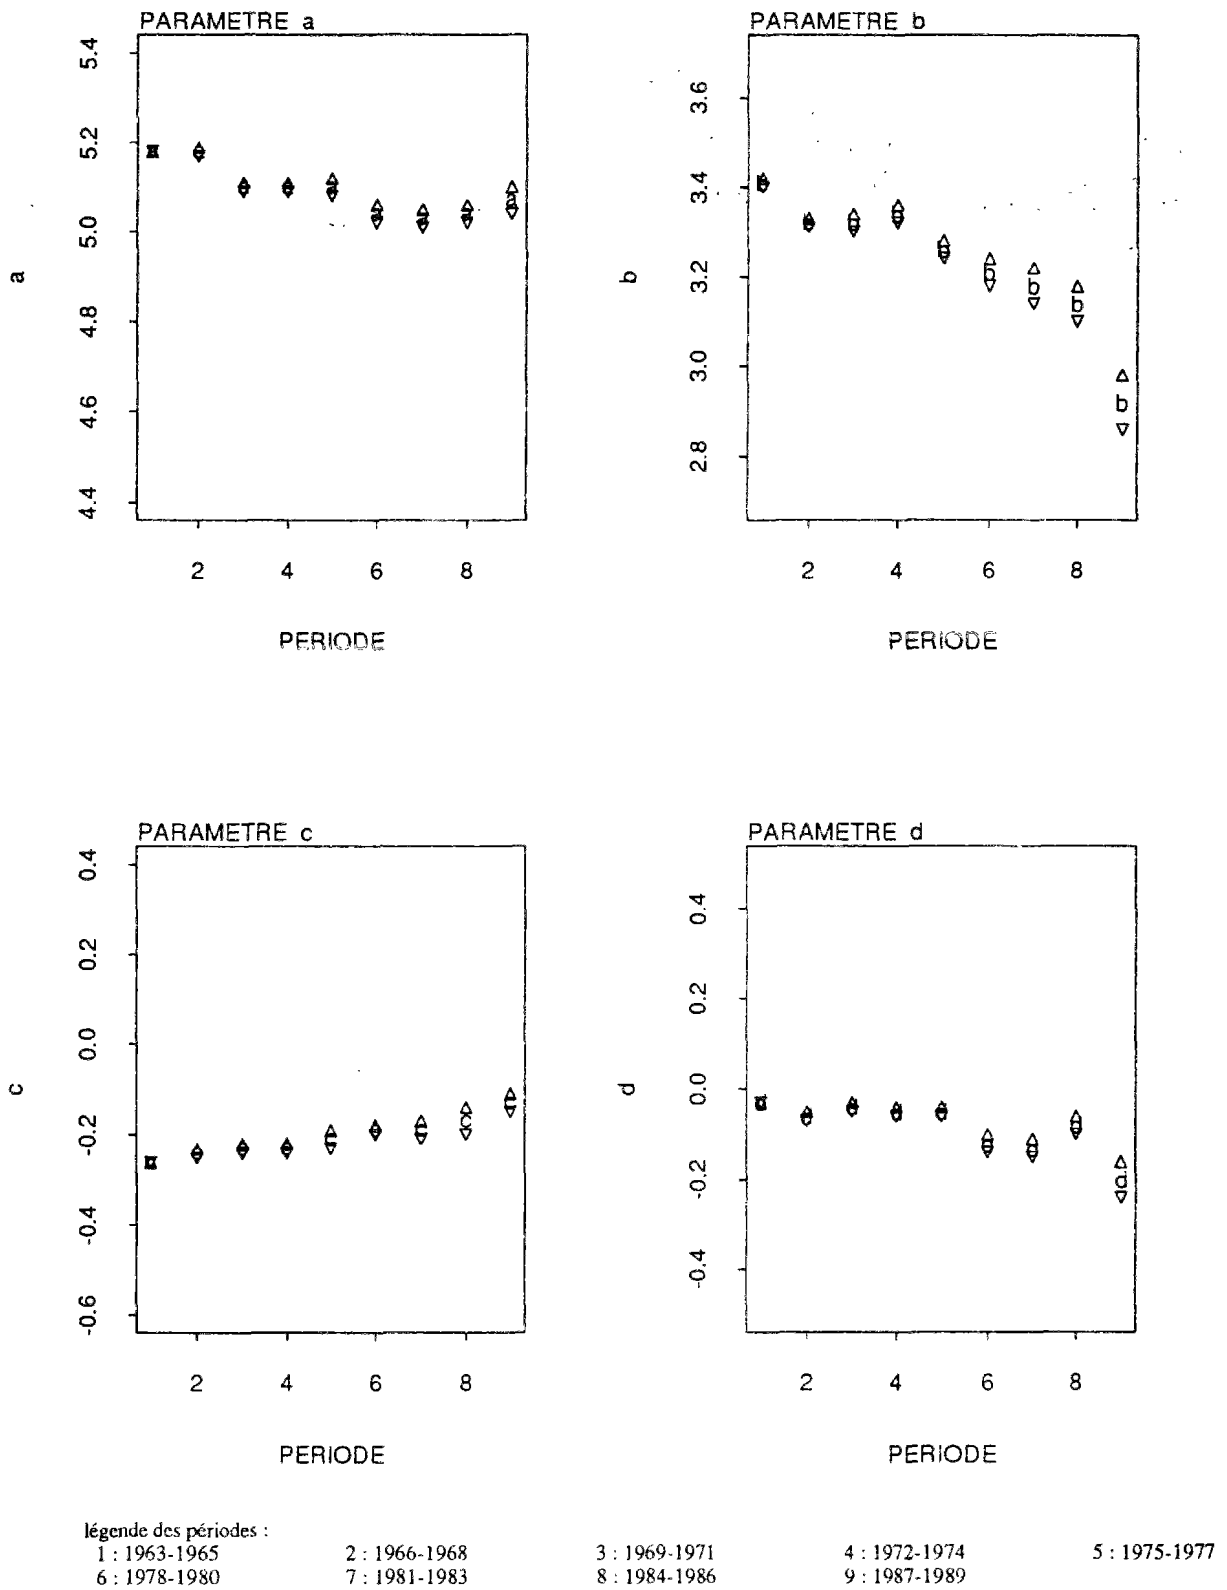 PARAMETRE a
PARAMETRE b
5.4
5.2
5.0
4.8
4.6
4.4
a
2 4 6 8
PERIODE
3.6
3.4
3.2
3.0
2.8
b
2 4 6 8
PERIODE
PARAMETRE c
PARAMETRE d
0.4
0.2
0.0
-0.2
-0.4
-0.6
c
2 4 6 8
PERIODE
0.4
0.2
0.0
-0.2
-0.4
d
2 4 6 8
PERIODE
légende des périodes :
1 : 1963-1965 2 : 1966-1968 3 : 1969-1971 4 : 1972-1974 5 : 1975-1977
6 : 1978-1980 7 : 1981-1983 8 : 1984-1986 9 : 1987-1989